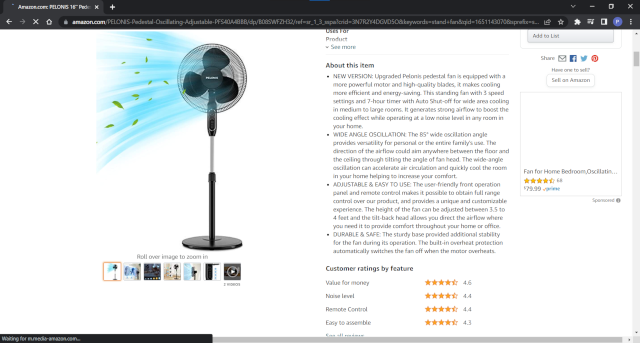 Amazon.com: PELONIS 16'' Pede
amazon.com/PELONIS-Pedestal-Oscillating-Adjustable-PFS40A4BBB/dp/B08SWFZH32/
Uses For
Product
See more
Add to List
Share
Have one to sell?
Sell on Amazon
About this item
• NEW VERSION: Upgraded Pelonis pedestal fan is equipped with
a more powerful motor and high-quality blades, it makes cooling
more efficient and energy-saving. This standing fan with 3 speed
settings and 7-hour timer with Auto Shut-off for wide area cooling
in medium to large rooms. It generates strong airflow to boost the
cooling effect while operating at a low noise level in any room in
your home.
• WIDE ANGLE OSCILLATION: The 85° wide oscillation angle
provides versatility for personal or the entire family's use. The
direction of the airflow could aim anywhere between the floor and
the ceiling through tilting the angle of fan head. The wide-angle
oscillation can accelerate air circulation and quickly cool the room
in your home helping to increase your comfort.
• ADJUSTABLE & EASY TO USE: The user-friendly front operation
panel and remote control makes it possible to obtain full range
control over our product, and provides a unique and customizable
experience. The height of the fan can be adjusted between 3.5 to
4 feet and the tilt-back head allows you direct the airflow where
you need it to provide comfort throughout your home or office.
• DURABLE & SAFE: The sturdy base provided additional stability
for the fan during its operation. The built-in overheat protection
automatically switches the fan off when the motor overheats.
PELONIS
Roll over image to zoom in
2 VIDEOS
Fan for Home Bedroom,Oscillatin...
68
$79.99 prime
Sponsored
Customer ratings by feature
Value for money 4.6
Noise level 4.4
Remote Control 4.4
Easy to assemble 4.3
See all reviews
Waiting for m.media-amazon.com...